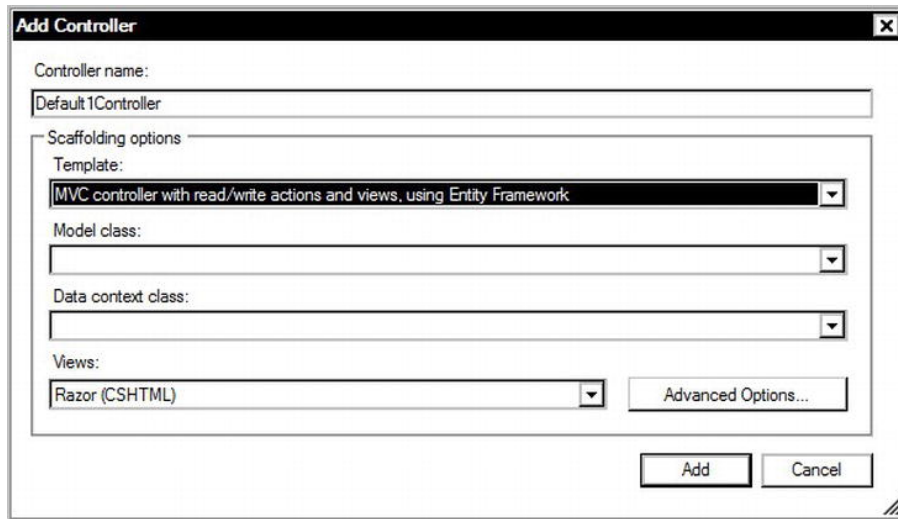 Add Controller
Controller name:
Default1Controller
Scaffolding options
Template:
MVC controller with read/write actions and views, using Entity Framework
Model class:
Data context class:
Views:
Razor (CSHTML)
Advanced Options...
Add
Cancel